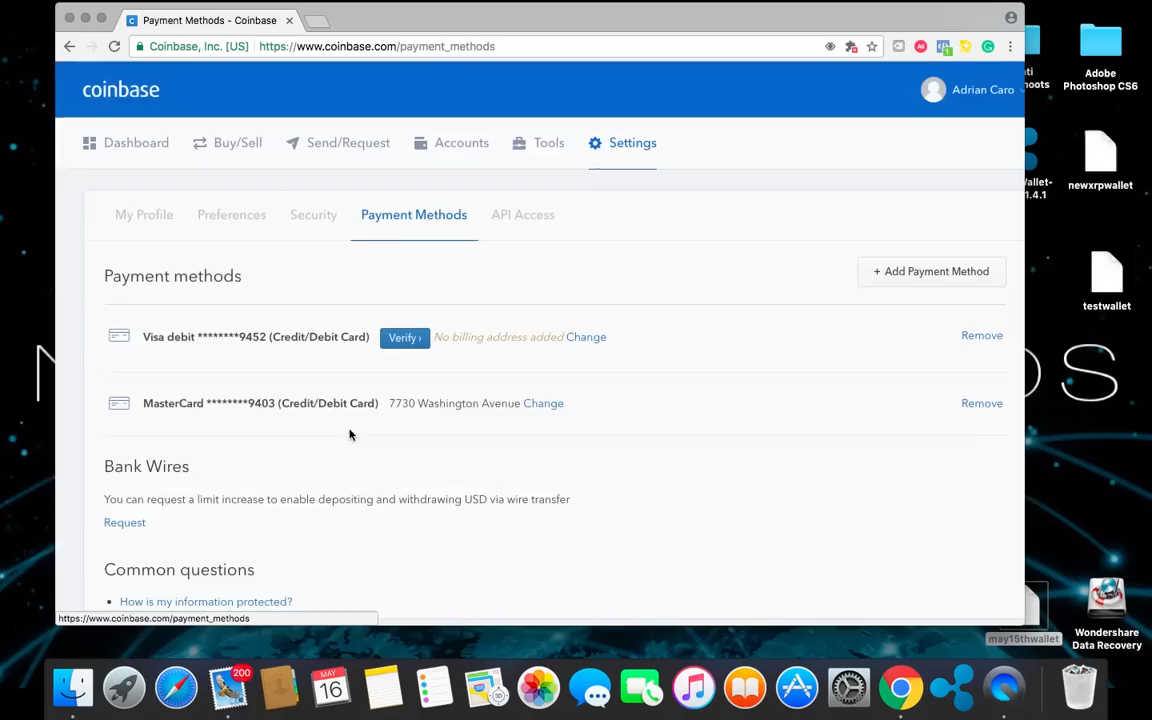 Payment Methods - Coinbase
Coinbase, Inc. [US] https://www.coinbase.com/payment_methods
coinbase
Adrian Caro
Dashboard Buy/Sell Send/Request Accounts Tools Settings
My Profile Preferences Security Payment Methods API Access
Payment methods
+ Add Payment Method
Visa debit ********9452 (Credit/Debit Card) Verify › No billing address added Change Remove
MasterCard ********9403 (Credit/Debit Card) 7730 Washington Avenue Change Remove
Bank Wires
You can request a limit increase to enable depositing and withdrawing USD via wire transfer
Request
Common questions
• How is my information protected?
https://www.coinbase.com/payment_methods
Adobe
Photoshop CS6
newxrpwallet
1.4.1
testwallet
may15thwallet
Wondershare
Data Recovery
200
MAY
16